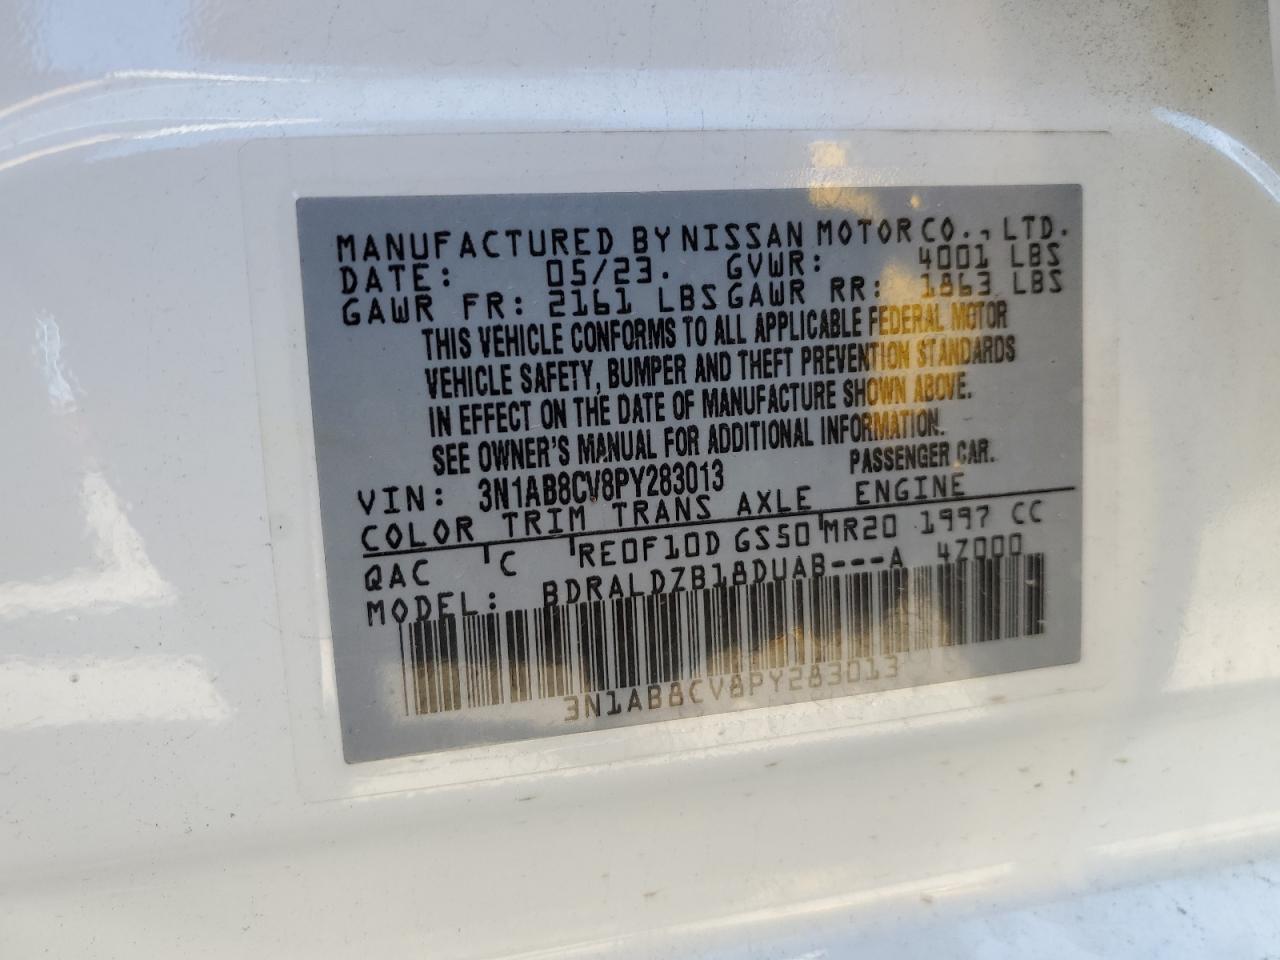 MANUFACTURED BY NISSAN MOTOR CO., LTD.
DATE: 05/23. GVWR: 4001 LBS
GAWR FR: 2161 LBS GAWR RR: 1863 LBS
THIS VEHICLE CONFORMS TO ALL APPLICABLE FEDERAL MOTOR
VEHICLE SAFETY, BUMPER AND THEFT PREVENTION STANDARDS
IN EFFECT ON THE DATE OF MANUFACTURE SHOWN ABOVE.
SEE OWNER'S MANUAL FOR ADDITIONAL INFORMATION.
VIN: 3N1AB8CV8PY283013 PASSENGER CAR.
COLOR TRIM TRANS AXLE ENGINE
QAC C RE0F10D GS50 MR20 1997 CC
MODEL: BDRALDZB18DUAB---A 4Z000
3N1AB8CV8PY283013